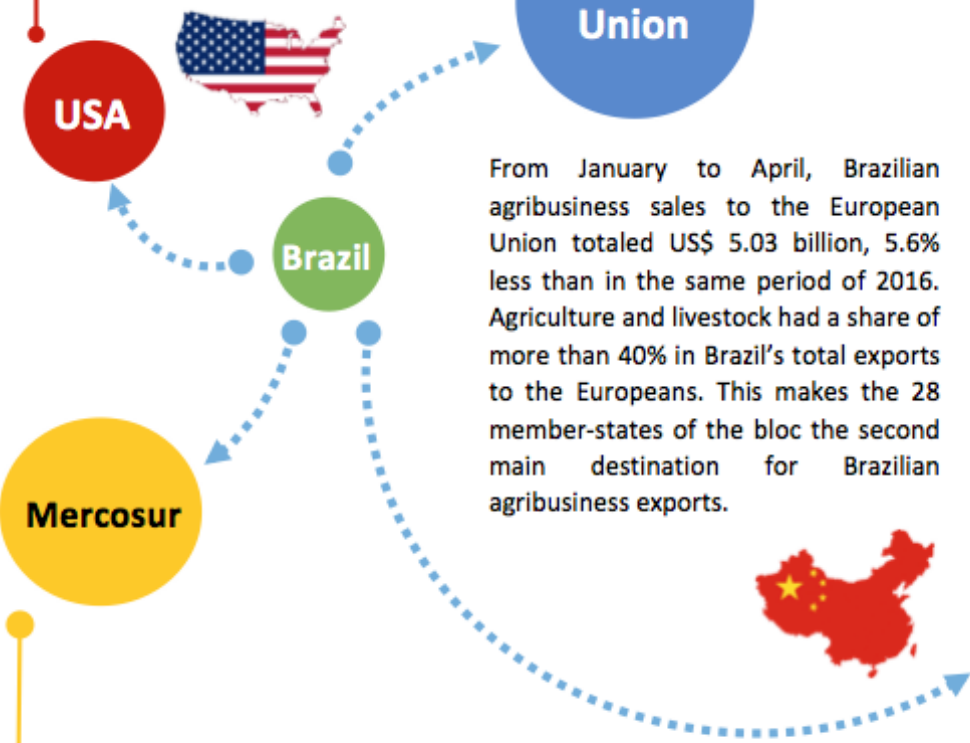 Union
USA
Brazil
From January to April, Brazilian
agribusiness sales to the European
Union totaled US$ 5.03 billion, 5.6%
less than in the same period of 2016.
Agriculture and livestock had a share of
more than 40% in Brazil’s total exports
to the Europeans. This makes the 28
member-states of the bloc the second
main destination for Brazilian
agribusiness exports.
Mercosur